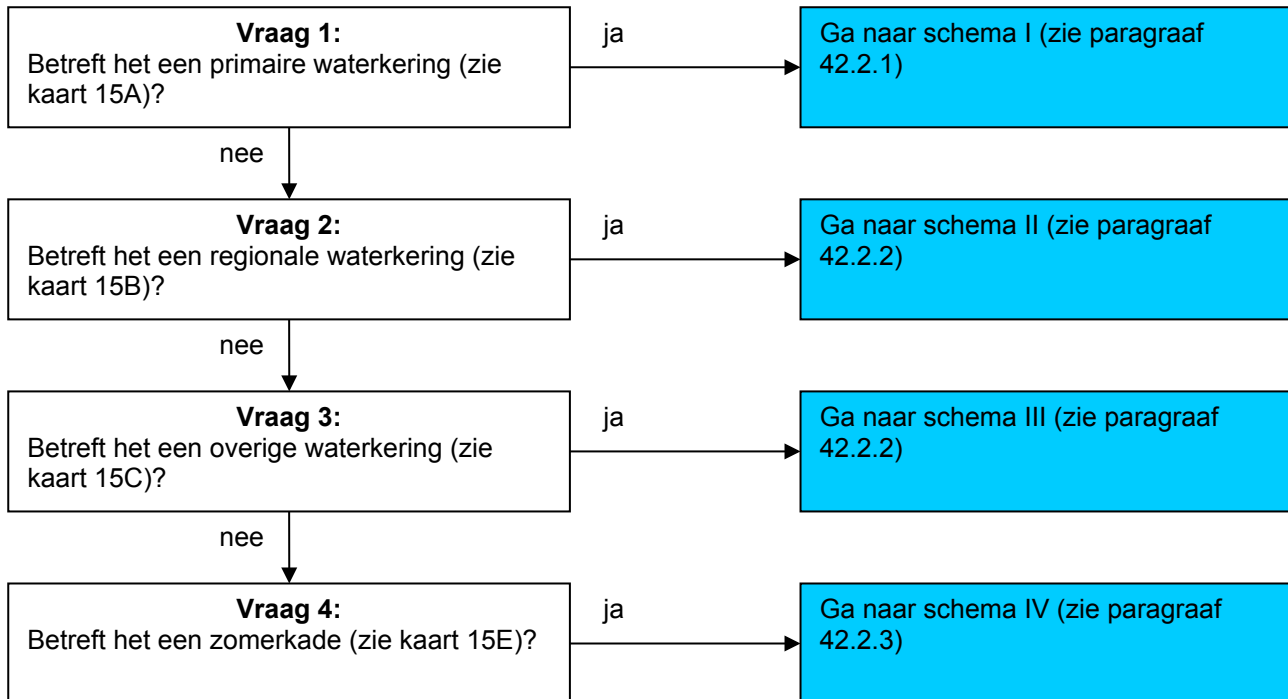 Vraag 1:
Betreft het een primaire waterkering (zie
kaart 15A)?
ja
Ga naar schema I (zie paragraaf
42.2.1)
nee
Vraag 2:
Betreft het een regionale waterkering (zie
kaart 15B)?
ja
Ga naar schema II (zie paragraaf
42.2.2)
nee
Vraag 3:
Betreft het een overige waterkering (zie
kaart 15C)?
ja
Ga naar schema III (zie paragraaf
42.2.2)
nee
Vraag 4:
Betreft het een zomerkade (zie kaart 15E)?
ja
Ga naar schema IV (zie paragraaf
42.2.3)